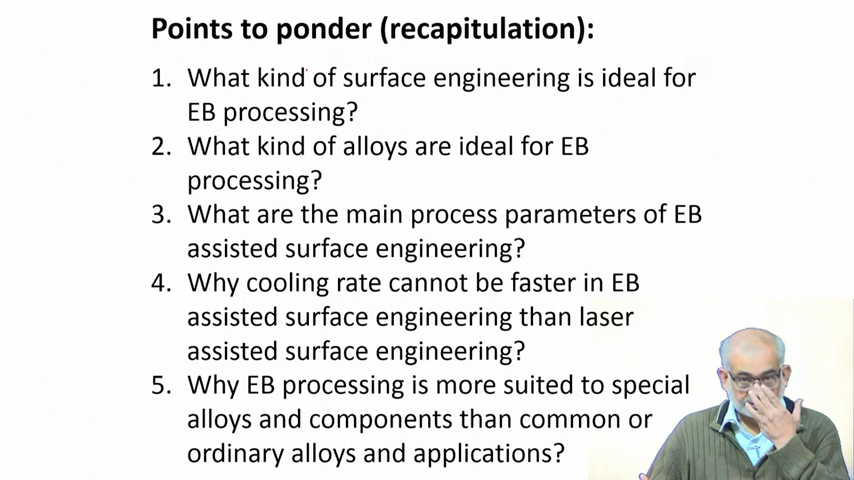 Points to ponder (recapitulation):
1. What kind of surface engineering is ideal for
EB processing?
2. What kind of alloys are ideal for EB
processing?
3. What are the main process parameters of EB
assisted surface engineering?
4. Why cooling rate cannot be faster in EB
assisted surface engineering than laser
assisted surface engineering?
5. Why EB processing is more suited to special
alloys and components than common or
ordinary alloys and applications?